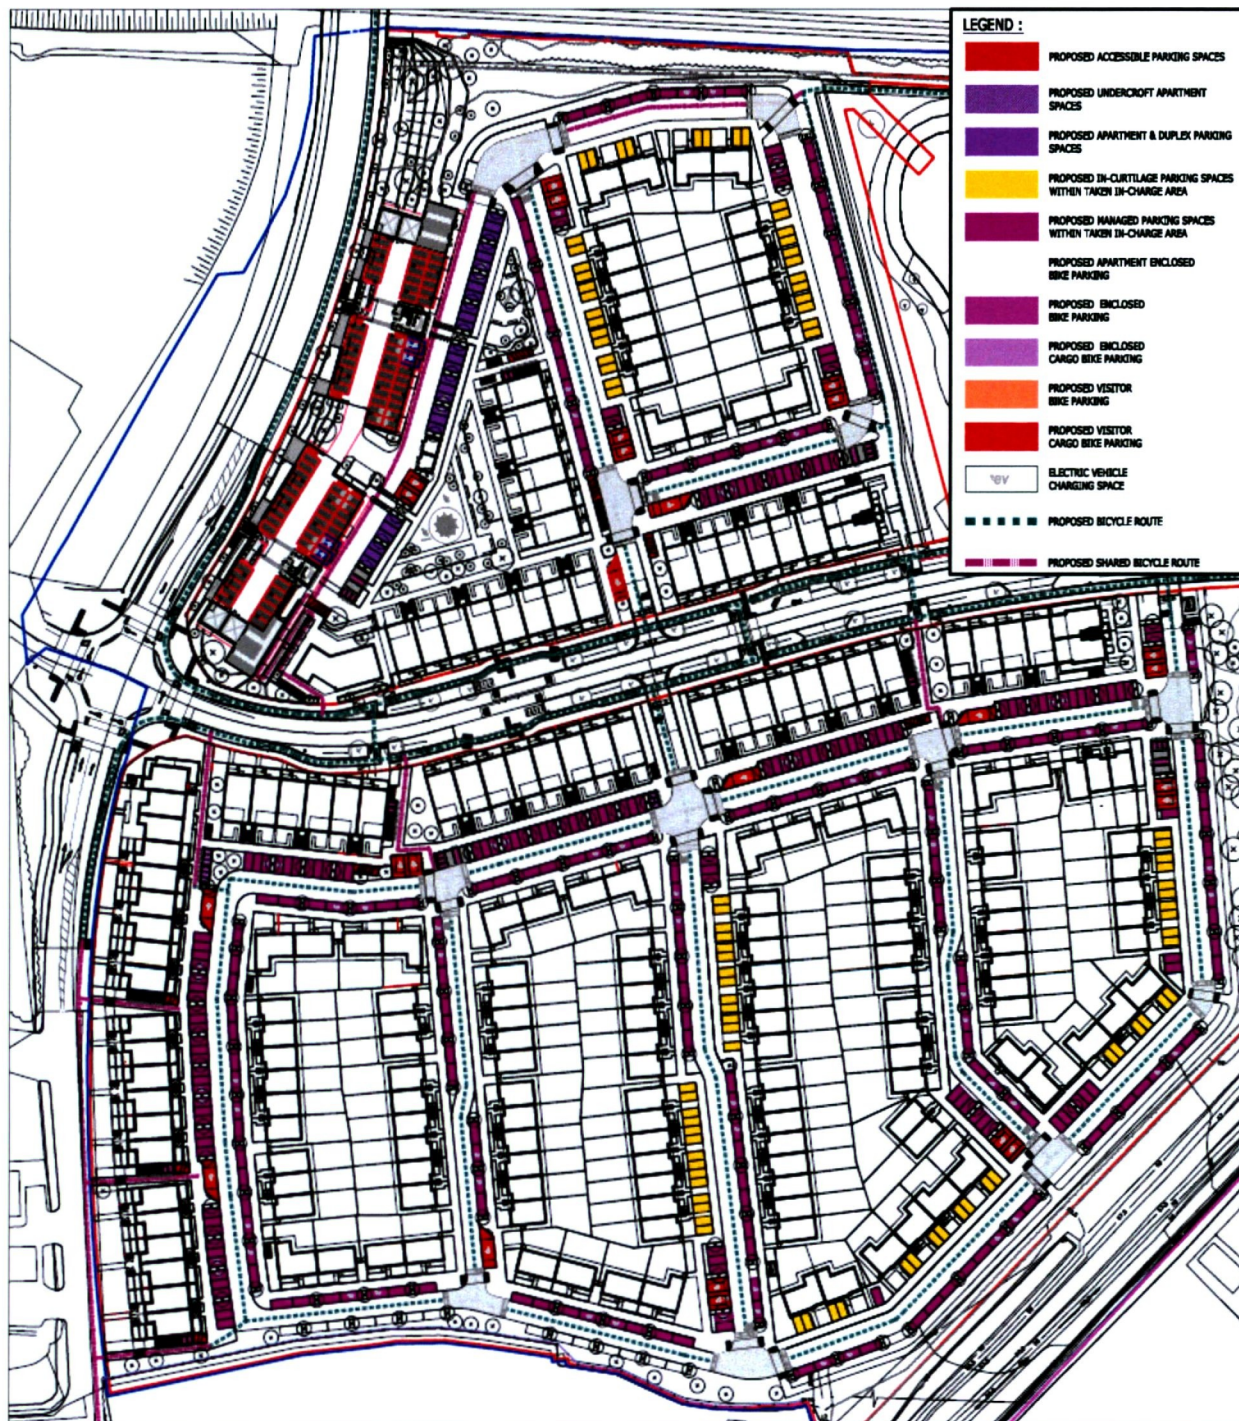 LEGEND :
PROPOSED ACCESSIBLE PARKING SPACES
PROPOSED UNDERCROFT APARTMENT
SPACES
PROPOSED APARTMENT & DUPLEX PARKING
SPACES
PROPOSED IN-CURTILAGE PARKING SPACES
WITHIN TAKEN IN-CHARGE AREA
PROPOSED MANAGED PARKING SPACES
WITHIN TAKEN IN-CHARGE AREA
PROPOSED APARTMENT ENCLOSED
BIKE PARKING
PROPOSED ENCLOSED
BIKE PARKING
PROPOSED ENCLOSED
CARGO BIKE PARKING
PROPOSED VISITOR
BIKE PARKING
PROPOSED VISITOR
CARGO BIKE PARKING
ELECTRIC VEHICLE
CHARGING SPACE
PROPOSED BICYCLE ROUTE
PROPOSED SHARED BICYCLE ROUTE